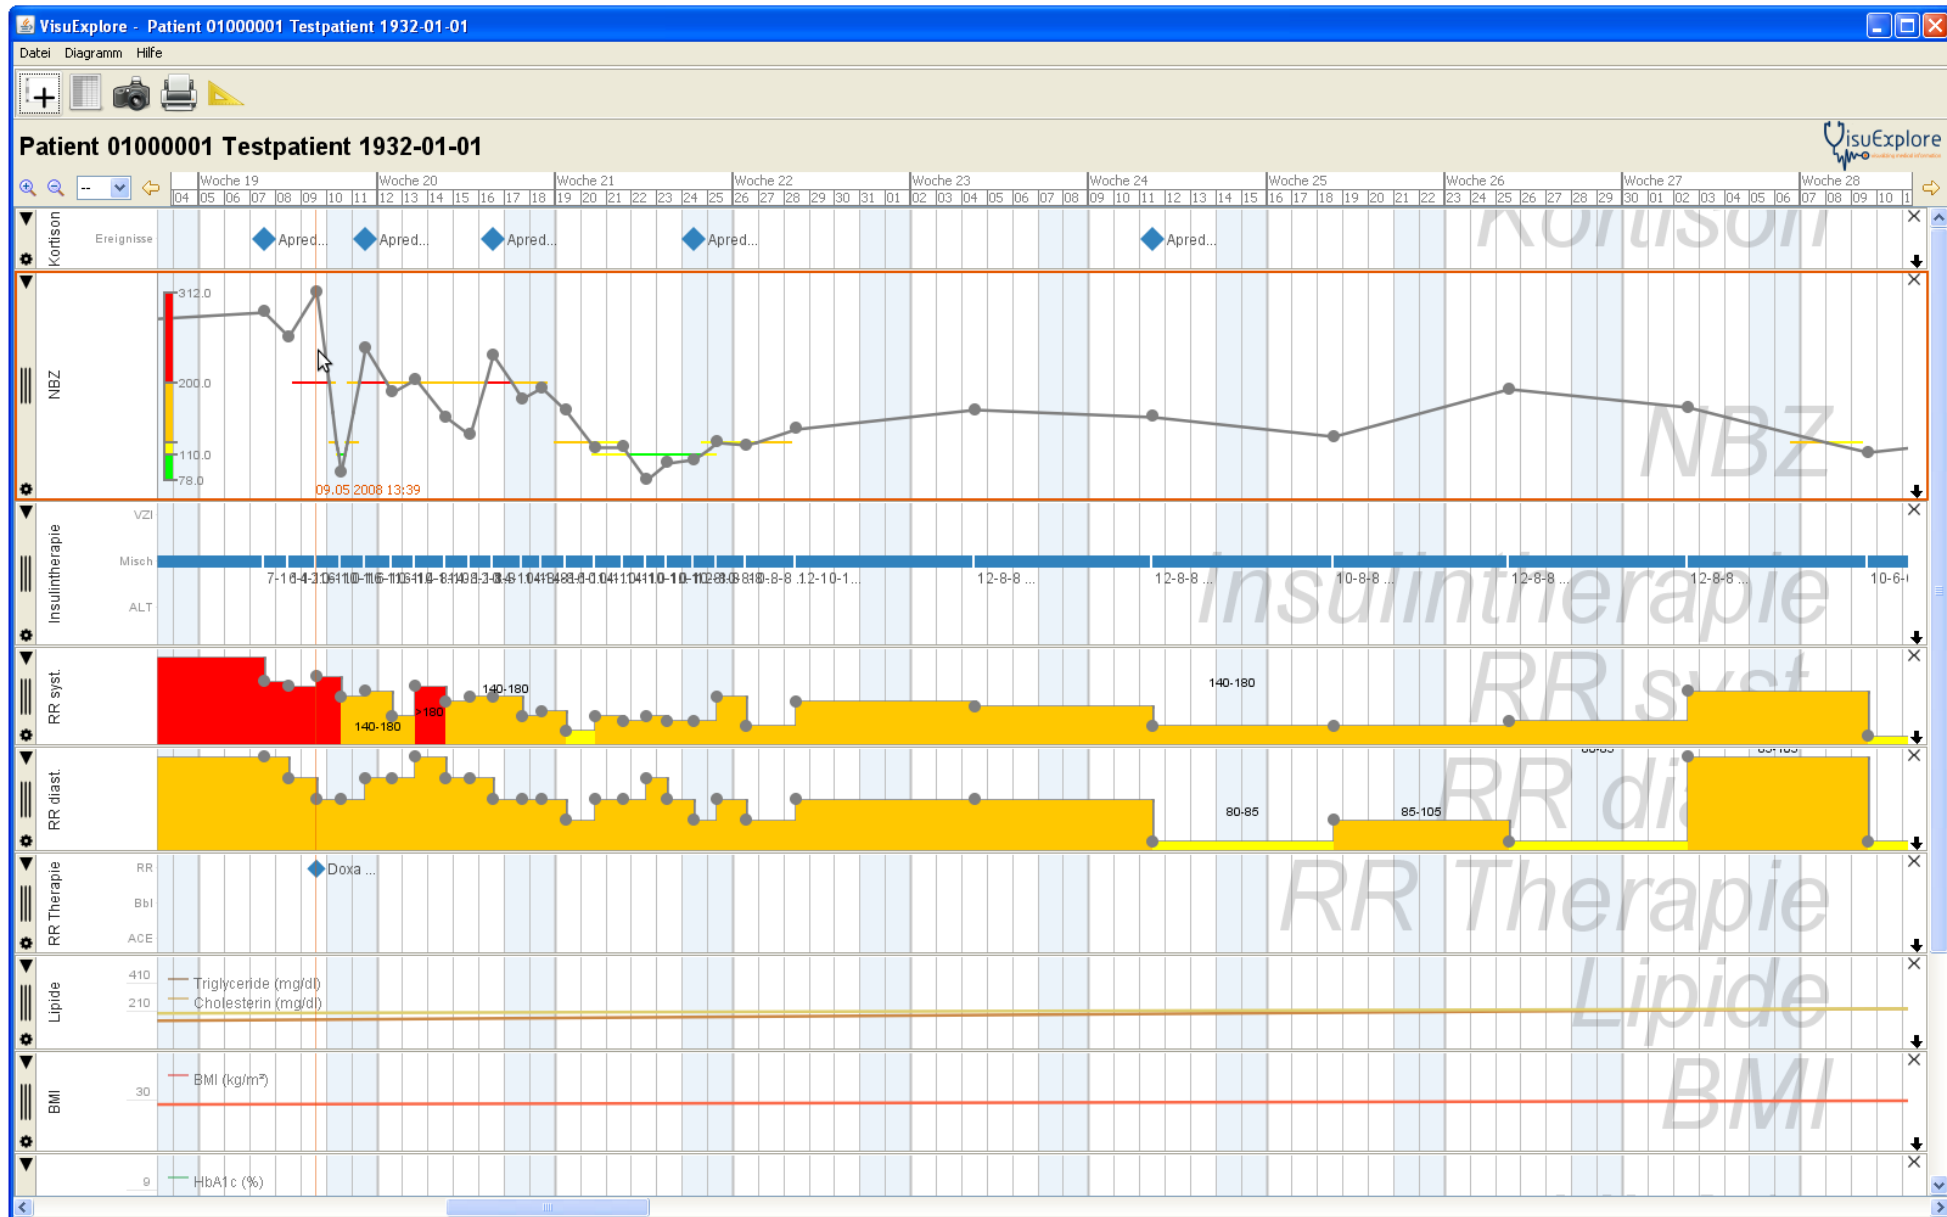 VisuExplore - Patient 01000001 Testpatient 1932-01-01
Datei Diagramm Hilfe
Patient 01000001 Testpatient 1932-01-01
VisuExplore
--
Woche 19 Woche 20 Woche 21 Woche 22 Woche 23 Woche 24 Woche 25 Woche 26 Woche 27 Woche 28
04 05 06 07 08 09 10 11 12 13 14 15 16 17 18 19 20 21 22 23 24 25 26 27 28 29 30 31 01 02 03 04 05 06 07 08 09 10 11 12 13 14 15 16 17 18 19 20 21 22 23 24 25 26 27 28 29 30 01 02 03 04 05 06 07 08 09 10
Kortison
Ereignisse
Apred... Apred... Apred... Apred... Apred...
Kortison
NBZ
312.0
200.0
110.0
78.0
09.05 2008 13:39
NBZ
Insulintherapie
VZI
Misch
12-10-1... 12-8-8 ... 12-8-8 ... 10-8-8 ... 12-8-8 ... 12-8-8 ... 10-6-
ALT
Insulintherapie
RR syst.
140-180 >180 140-180 140-180
RR syst.
RR diast.
80-85 85-105
RR Therapie
RR
Doxa ...
Bbl
ACE
RR Therapie
Lipide
410
210
Triglyceride (mg/dl)
Cholesterin (mg/dl)
Lipide
BMI
30
BMI (kg/m²)
BMI
9
HbA1c (%)